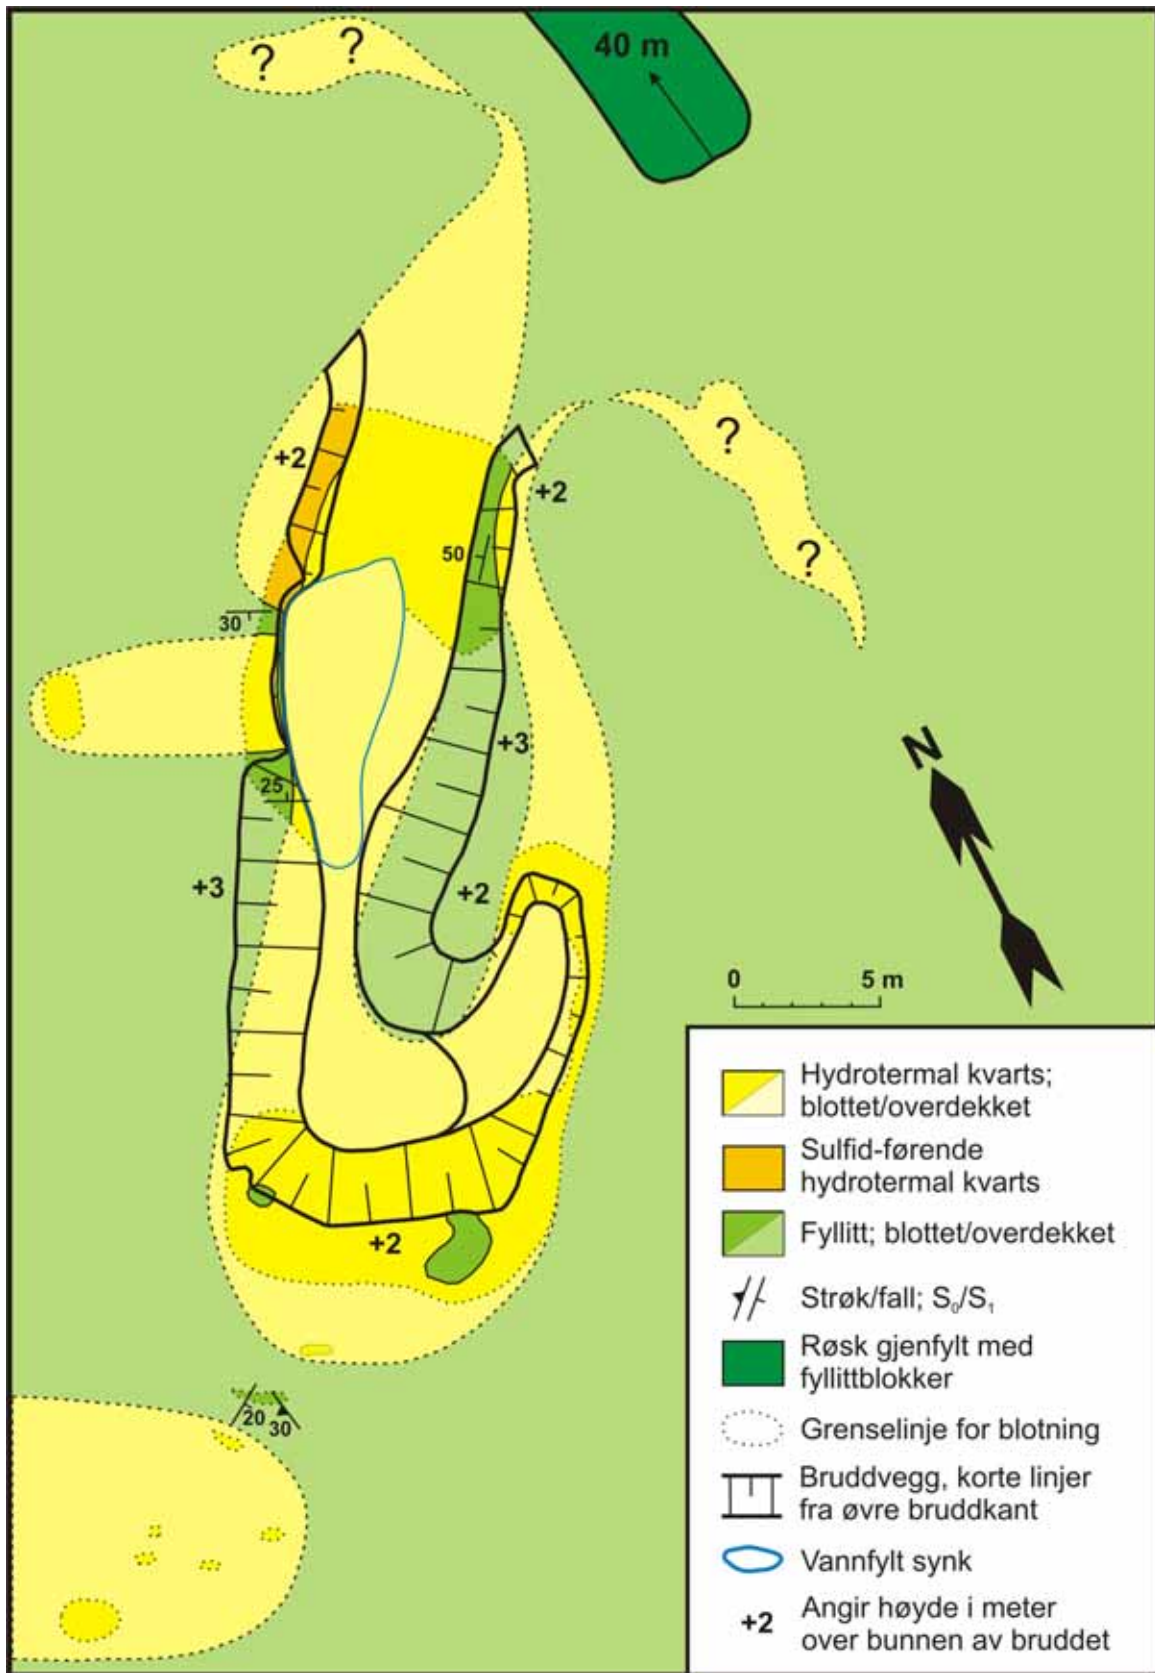 ? ?
40 m
+2
?
+2
50
?
30
N
+3
25
+3
+2
0 5 m
+2
20
30
Hydrotermal kvarts;
blottet/overdekket
Sulfid-førende
hydrotermal kvarts
Fyllitt; blottet/overdekket
Strøk/fall; S₀/S₁
Røsk gjenfylt med
fyllittblokker
Grenselinje for blotning
Bruddvegg, korte linjer
fra øvre bruddkant
Vannfylt synk
+2 Angir høyde i meter
over bunnen av bruddet